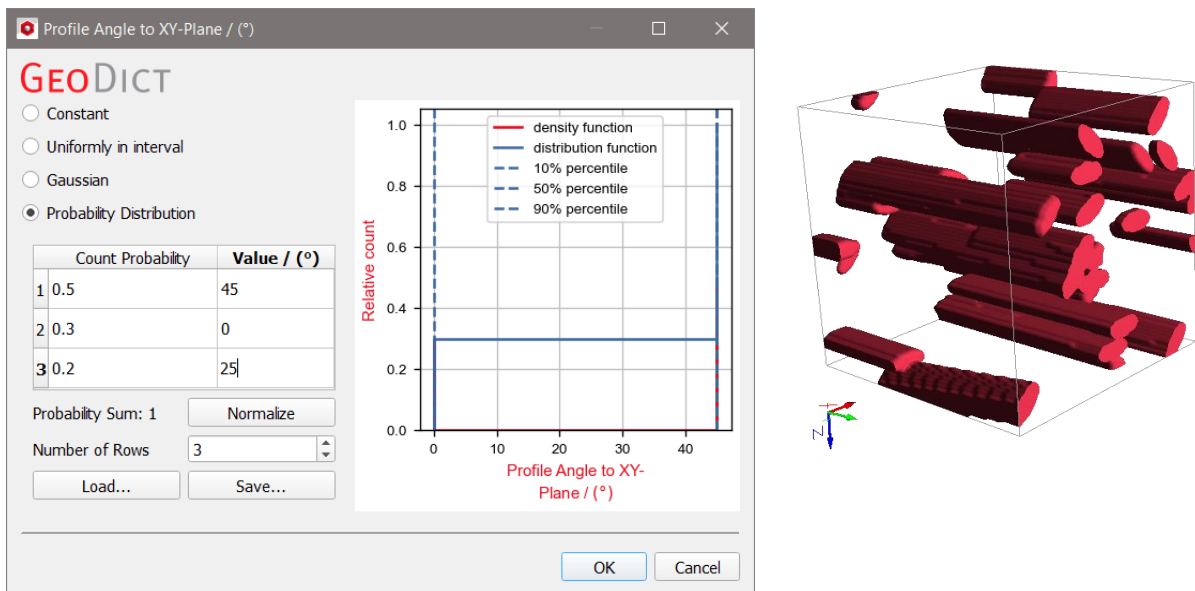 Profile Angle to XY-Plane / (°)
GEODICT
Constant
Uniformly in interval
Gaussian
Probability Distribution
Count Probability Value / (°)
1 0.5 45
2 0.3 0
3 0.2 25
Probability Sum: 1 Normalize
Number of Rows 3
Load... Save...
1.0
0.8
0.6
0.4
0.2
0.0
Relative count
density function
distribution function
10% percentile
50% percentile
90% percentile
0 10 20 30 40
Profile Angle to XY-
Plane / (°)
OK Cancel
Z